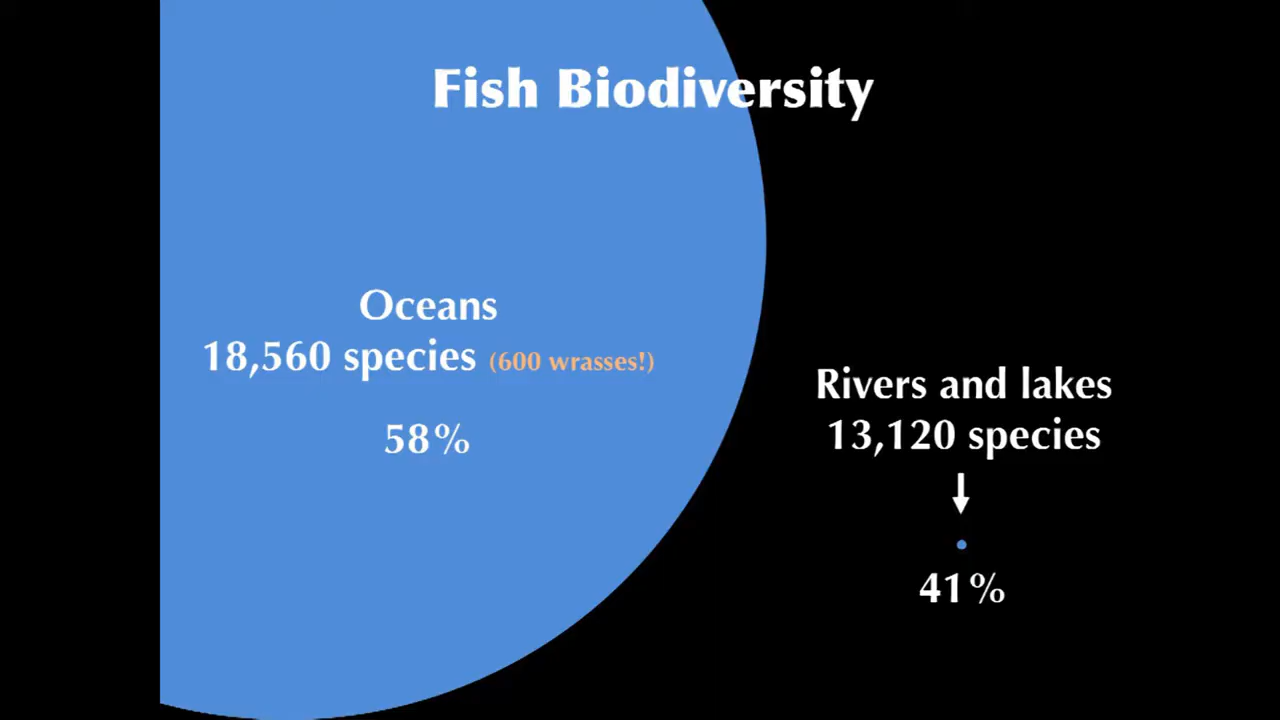 Fish Biodiversity
Oceans
18,560 species (600 wrasses!)
58%
Rivers and lakes
13,120 species
41%